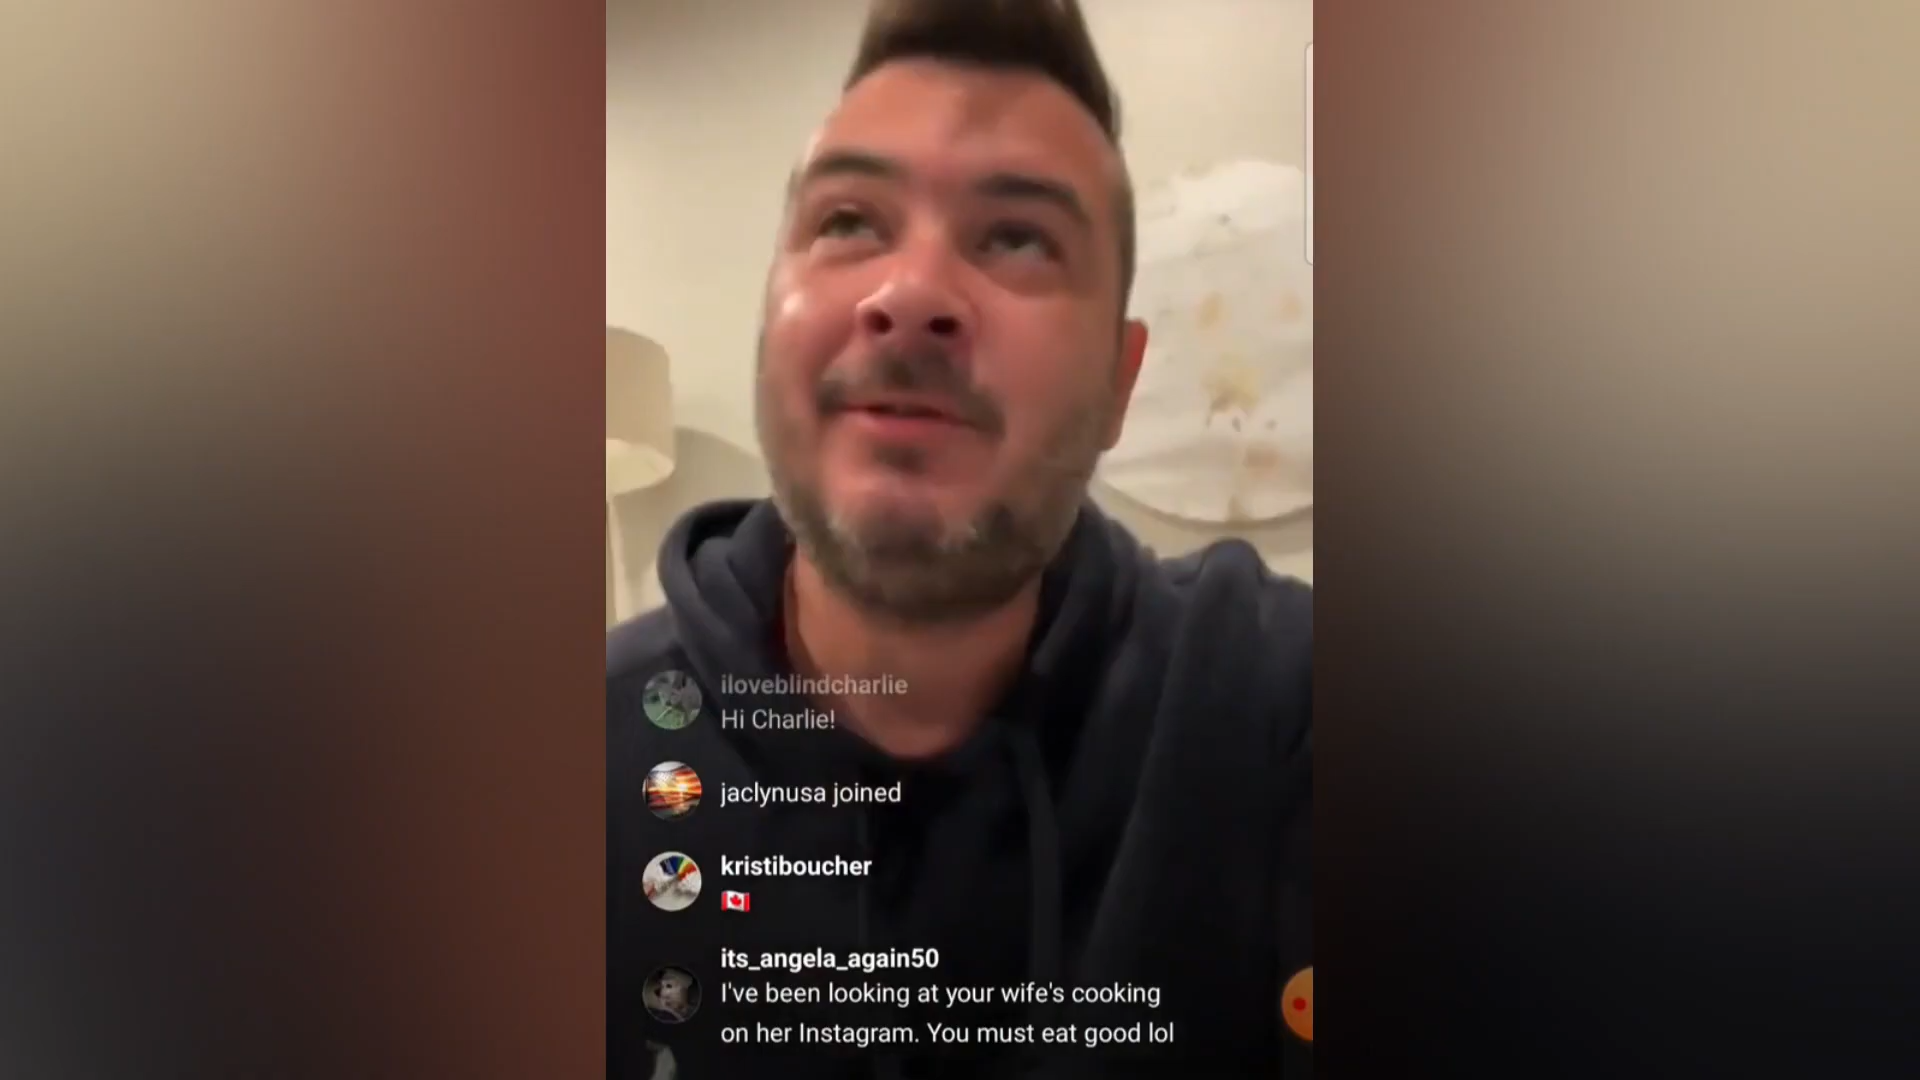 iloveblindcharlie
Hi Charlie!
jaclynusa joined
kristiboucher
🇨🇦
its_angela_again50
I've been looking at your wife's cooking
on her Instagram. You must eat good lol